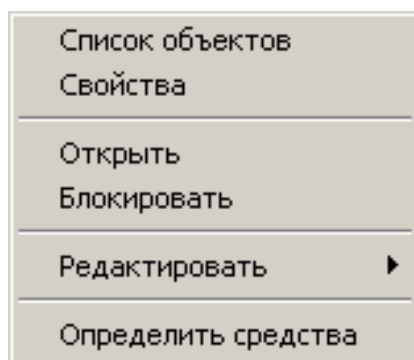 Список объектов
Свойства
Открыть
Блокировать
Редактировать
Определить средства